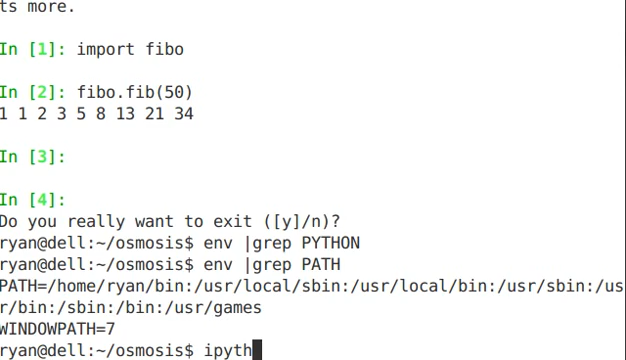 ts more.
In [1]: import fibo
In [2]: fibo.fib(50)
1 1 2 3 5 8 13 21 34
In [3]:
In [4]:
Do you really want to exit ([y]/n)?
ryan@dell:~/osmosis$ env |grep PYTHON
ryan@dell:~/osmosis$ env |grep PATH
PATH=/home/ryan/bin:/usr/local/sbin:/usr/local/bin:/usr/sbin:/us
r/bin:/sbin:/bin:/usr/games
WINDOWPATH=7
ryan@dell:~/osmosis$ ipyth